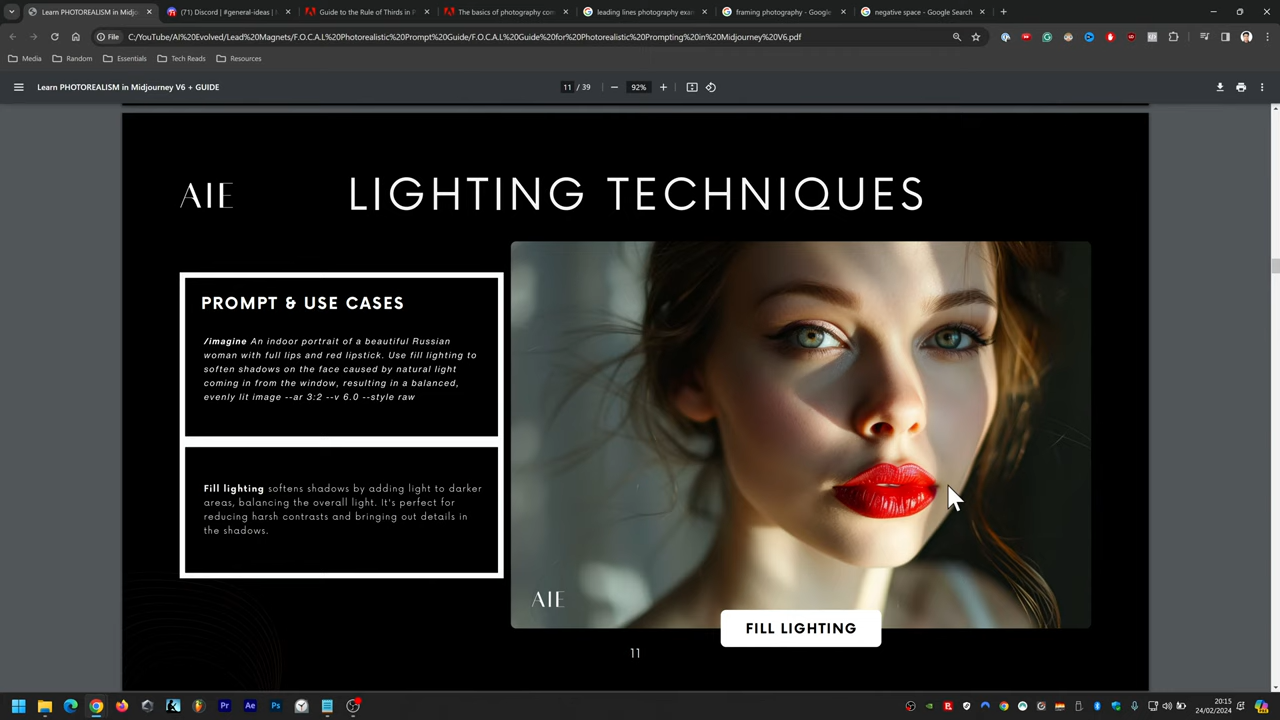 Learn PHOTOREALISM in Midjo
(71) Discord | #general-ideas |
Guide to the Rule of Thirds in P
The basics of photography com
leading lines photography exam
framing photography - Google
negative space - Google Search
File
C:/YouTube/AI%20Evolved/Lead%20Magnets/F.O.C.A.L%20Photorealistic%20Prompt%20Guide/F.O.C.A.L%20Guide%20for%20Photorealistic%20Prompting%20in%20Midjourney%20V6.pdf
Media
Random
Essentials
Tech Reads
Resources
Learn PHOTOREALISM in Midjourney V6 + GUIDE
11 / 39
92%
AIE
LIGHTING TECHNIQUES
PROMPT & USE CASES
/imagine An indoor portrait of a beautiful Russian
woman with full lips and red lipstick. Use fill lighting to
soften shadows on the face caused by natural light
coming in from the window, resulting in a balanced,
evenly lit image --ar 3:2 --v 6.0 --style raw
Fill lighting softens shadows by adding light to darker
areas, balancing the overall light. It's perfect for
reducing harsh contrasts and bringing out details in
the shadows.
AIE
FILL LIGHTING
11
Pr
Ae
Ps
20:15
24/02/2024